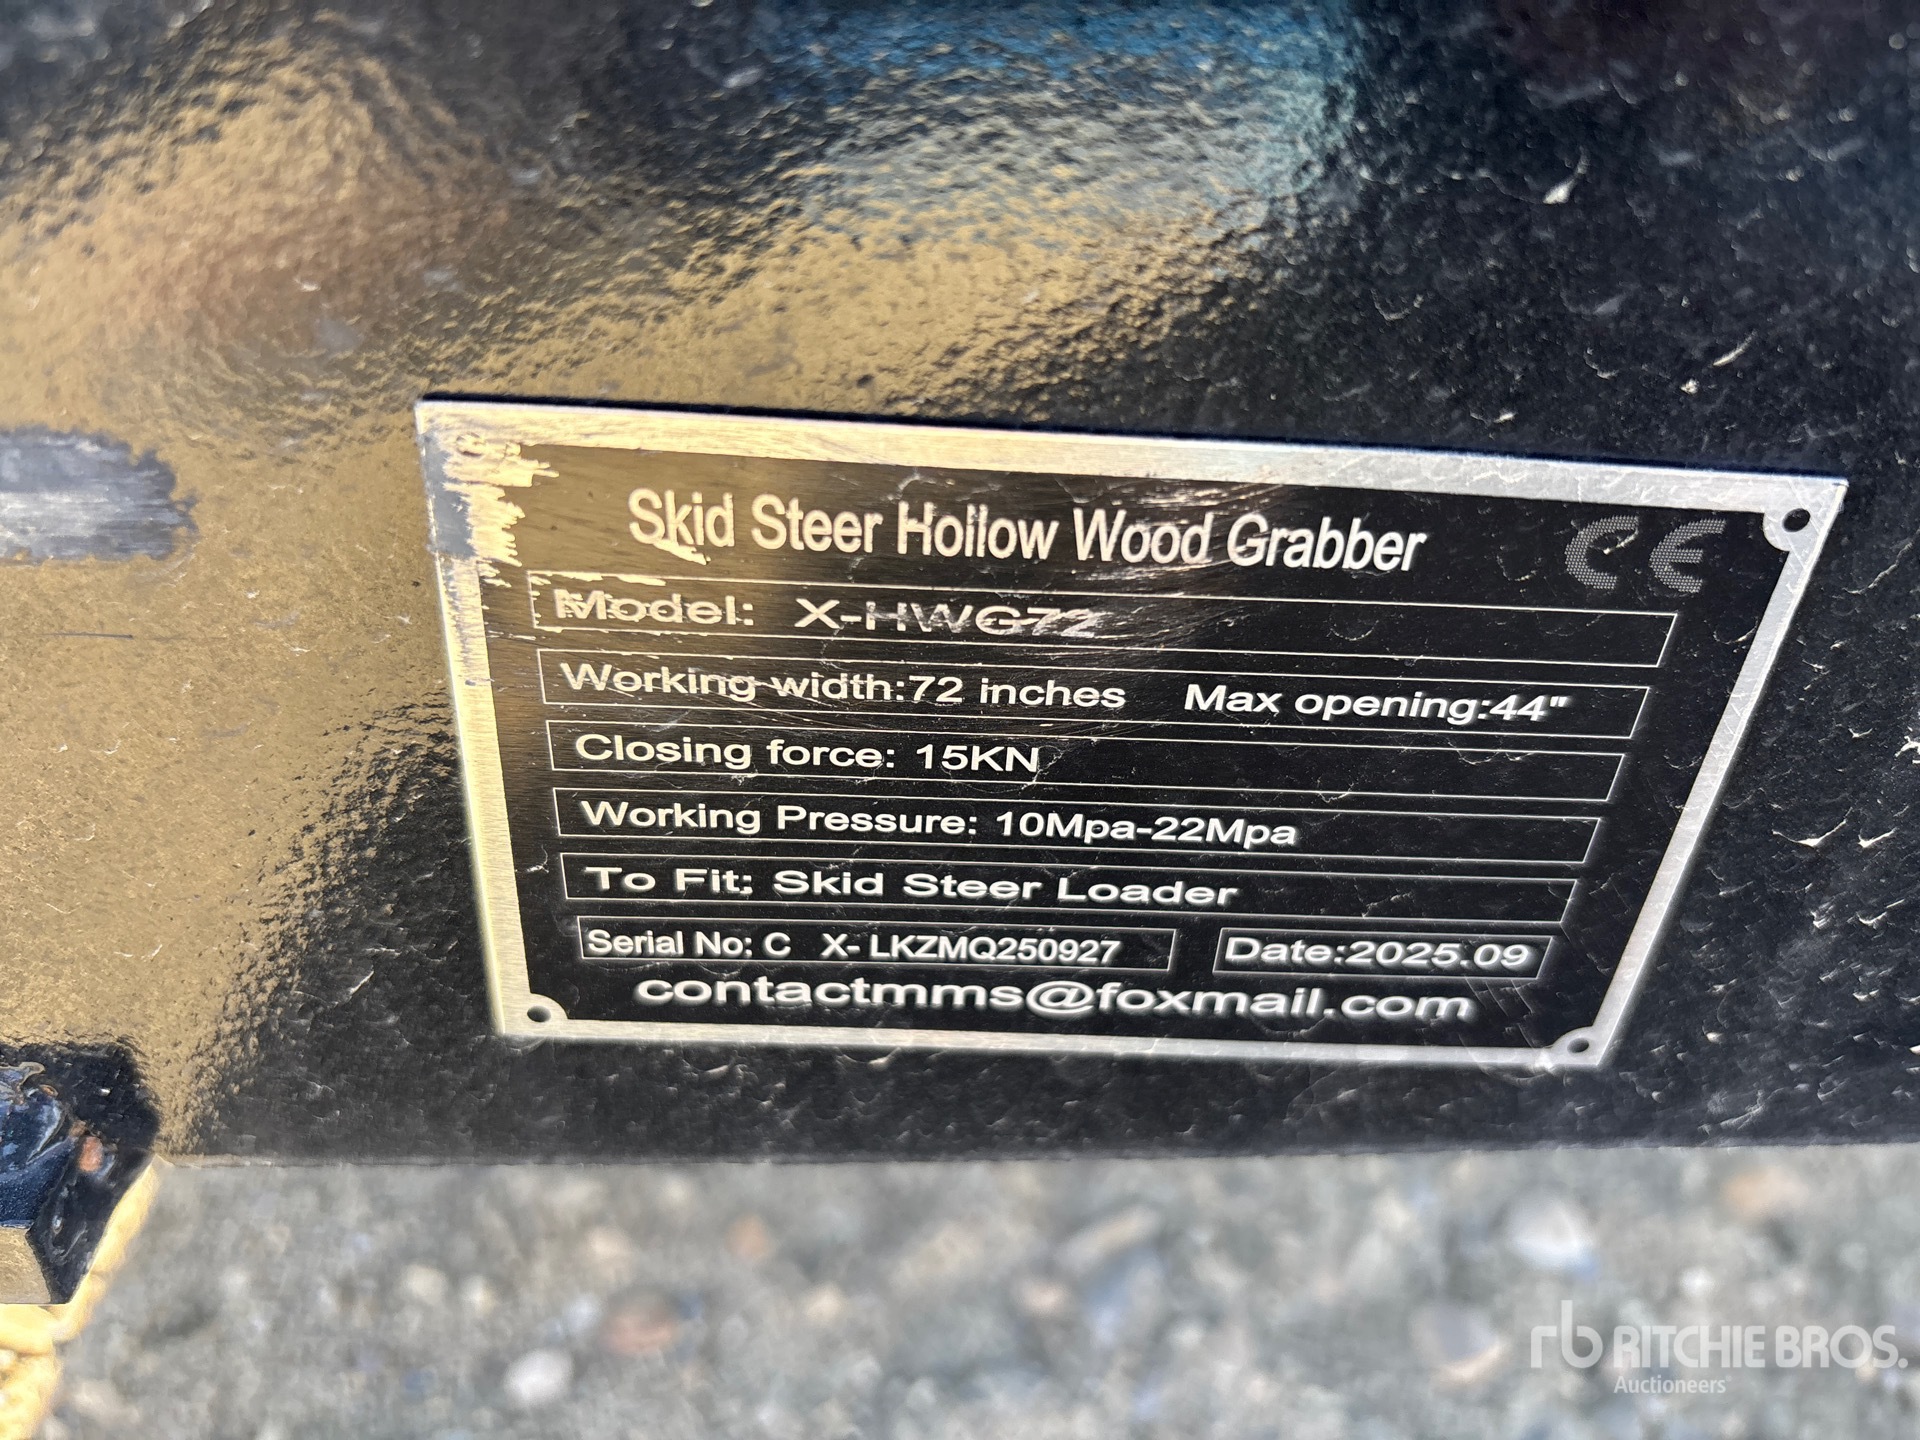 Skid Steer Hollow Wood Grabber CE
Model: X-HWG72
Working width:72 inches Max opening:44"
Closing force: 15KN
Working Pressure: 10Mpa-22Mpa
To Fit: Skid Steer Loader
Serial No: C X- LKZMQ250927 Date:2025.09
contactmms@foxmail.com
rb RITCHIE BROS.
Auctioneers